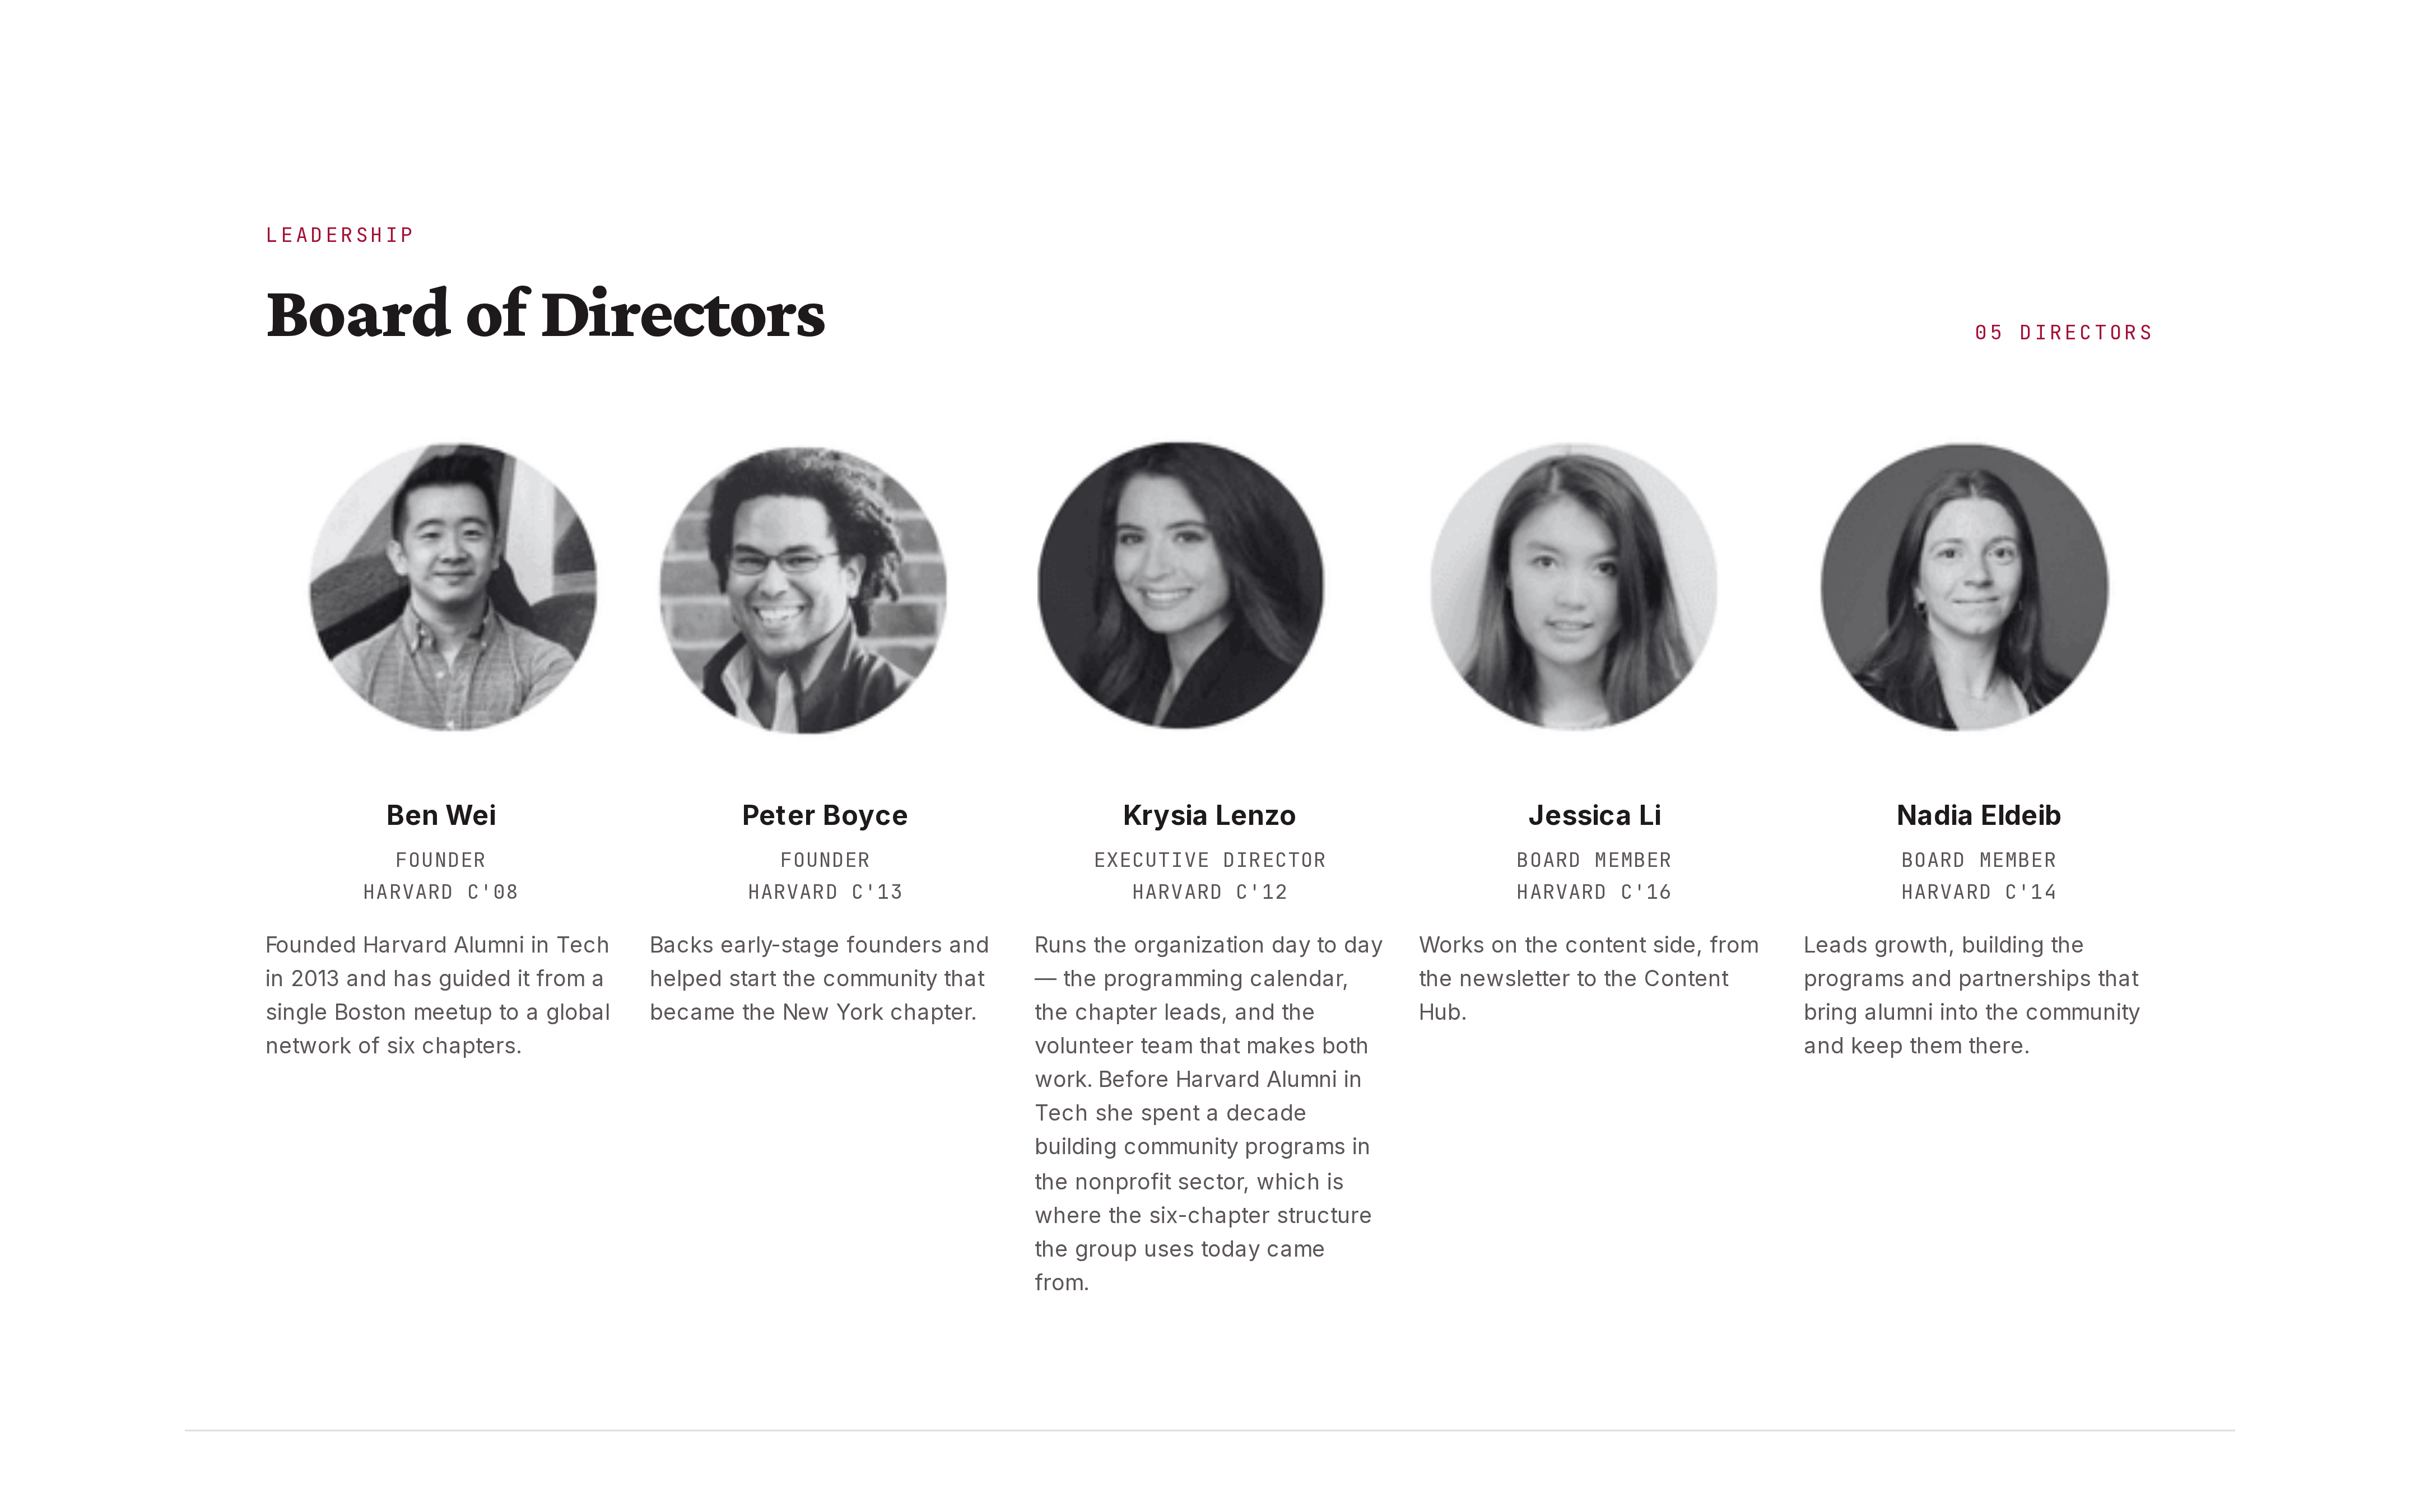 LEADERSHIP
Board of Directors
05 DIRECTORS
Ben Wei
FOUNDER
HARVARD C'08
Founded Harvard Alumni in Tech
in 2013 and has guided it from a
single Boston meetup to a global
network of six chapters.
Peter Boyce
FOUNDER
HARVARD C'13
Backs early-stage founders and
helped start the community that
became the New York chapter.
Krysia Lenzo
EXECUTIVE DIRECTOR
HARVARD C'12
Runs the organization day to day
— the programming calendar,
the chapter leads, and the
volunteer team that makes both
work. Before Harvard Alumni in
Tech she spent a decade
building community programs in
the nonprofit sector, which is
where the six-chapter structure
the group uses today came
from.
Jessica Li
BOARD MEMBER
HARVARD C'16
Works on the content side, from
the newsletter to the Content
Hub.
Nadia Eldeib
BOARD MEMBER
HARVARD C'14
Leads growth, building the
programs and partnerships that
bring alumni into the community
and keep them there.